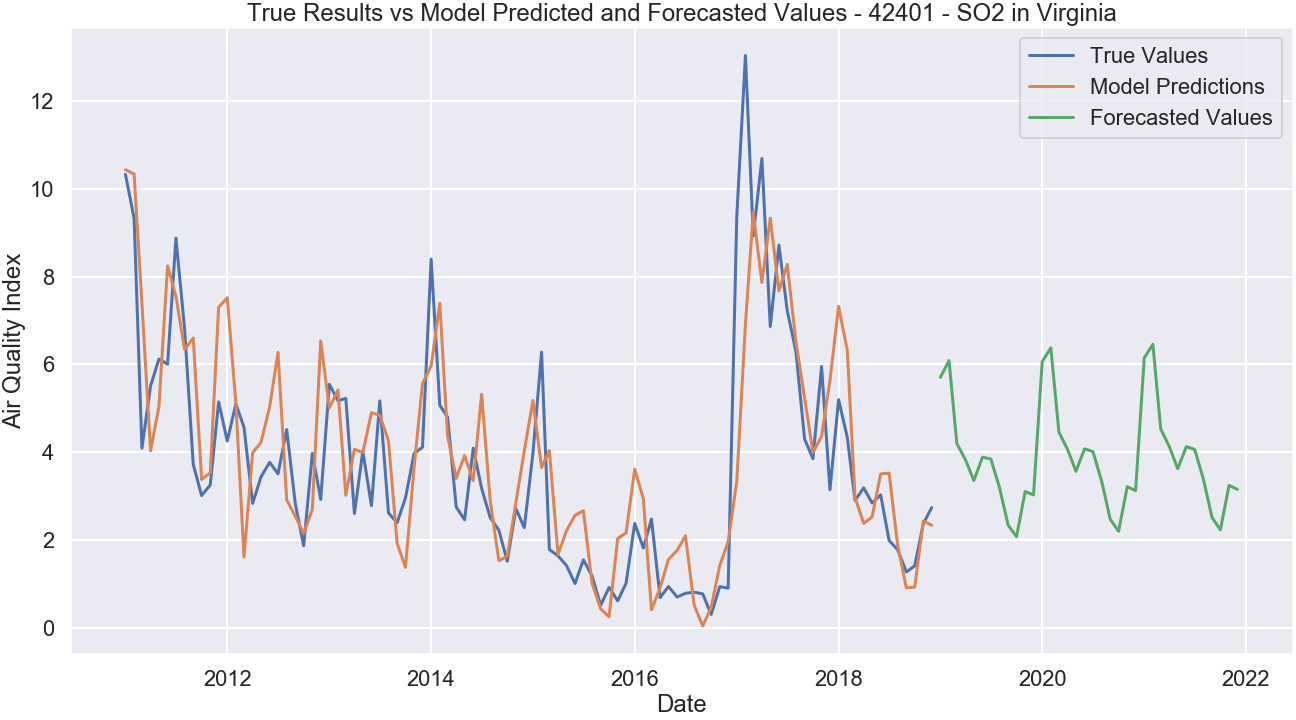 True Results vs Model Predicted and Forecasted Values - 42401 - SO2 in Virginia
True Values
Model Predictions
Forecasted Values
Air Quality Index
12
10
8
6
4
2
0
2012
2014
2016
2018
2020
2022
Date